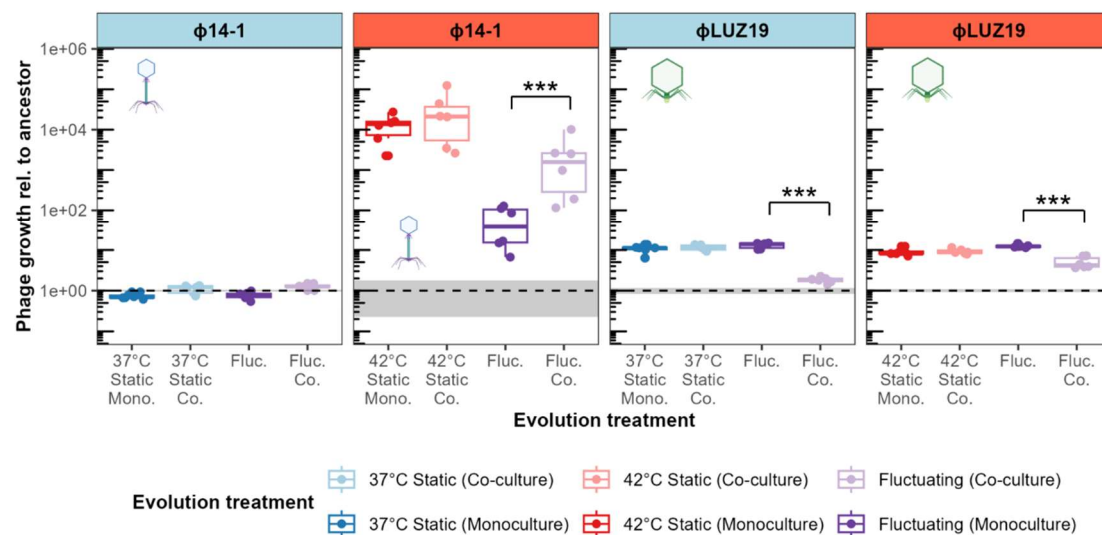 ϕ14-1
ϕ14-1
ϕLUZ19
ϕLUZ19
Phage growth rel. to ancestor
1e+06
1e+04
1e+02
1e+00
***
***
***
37°C
Static
Mono.
37°C
Static
Co.
Fluc.
Fluc.
Co.
42°C
Static
Mono.
42°C
Static
Co.
Fluc.
Fluc.
Co.
37°C
Static
Mono.
37°C
Static
Co.
Fluc.
Fluc.
Co.
42°C
Static
Mono.
42°C
Static
Co.
Fluc.
Fluc.
Co.
Evolution treatment
Evolution treatment
37°C Static (Co-culture)
42°C Static (Co-culture)
Fluctuating (Co-culture)
37°C Static (Monoculture)
42°C Static (Monoculture)
Fluctuating (Monoculture)